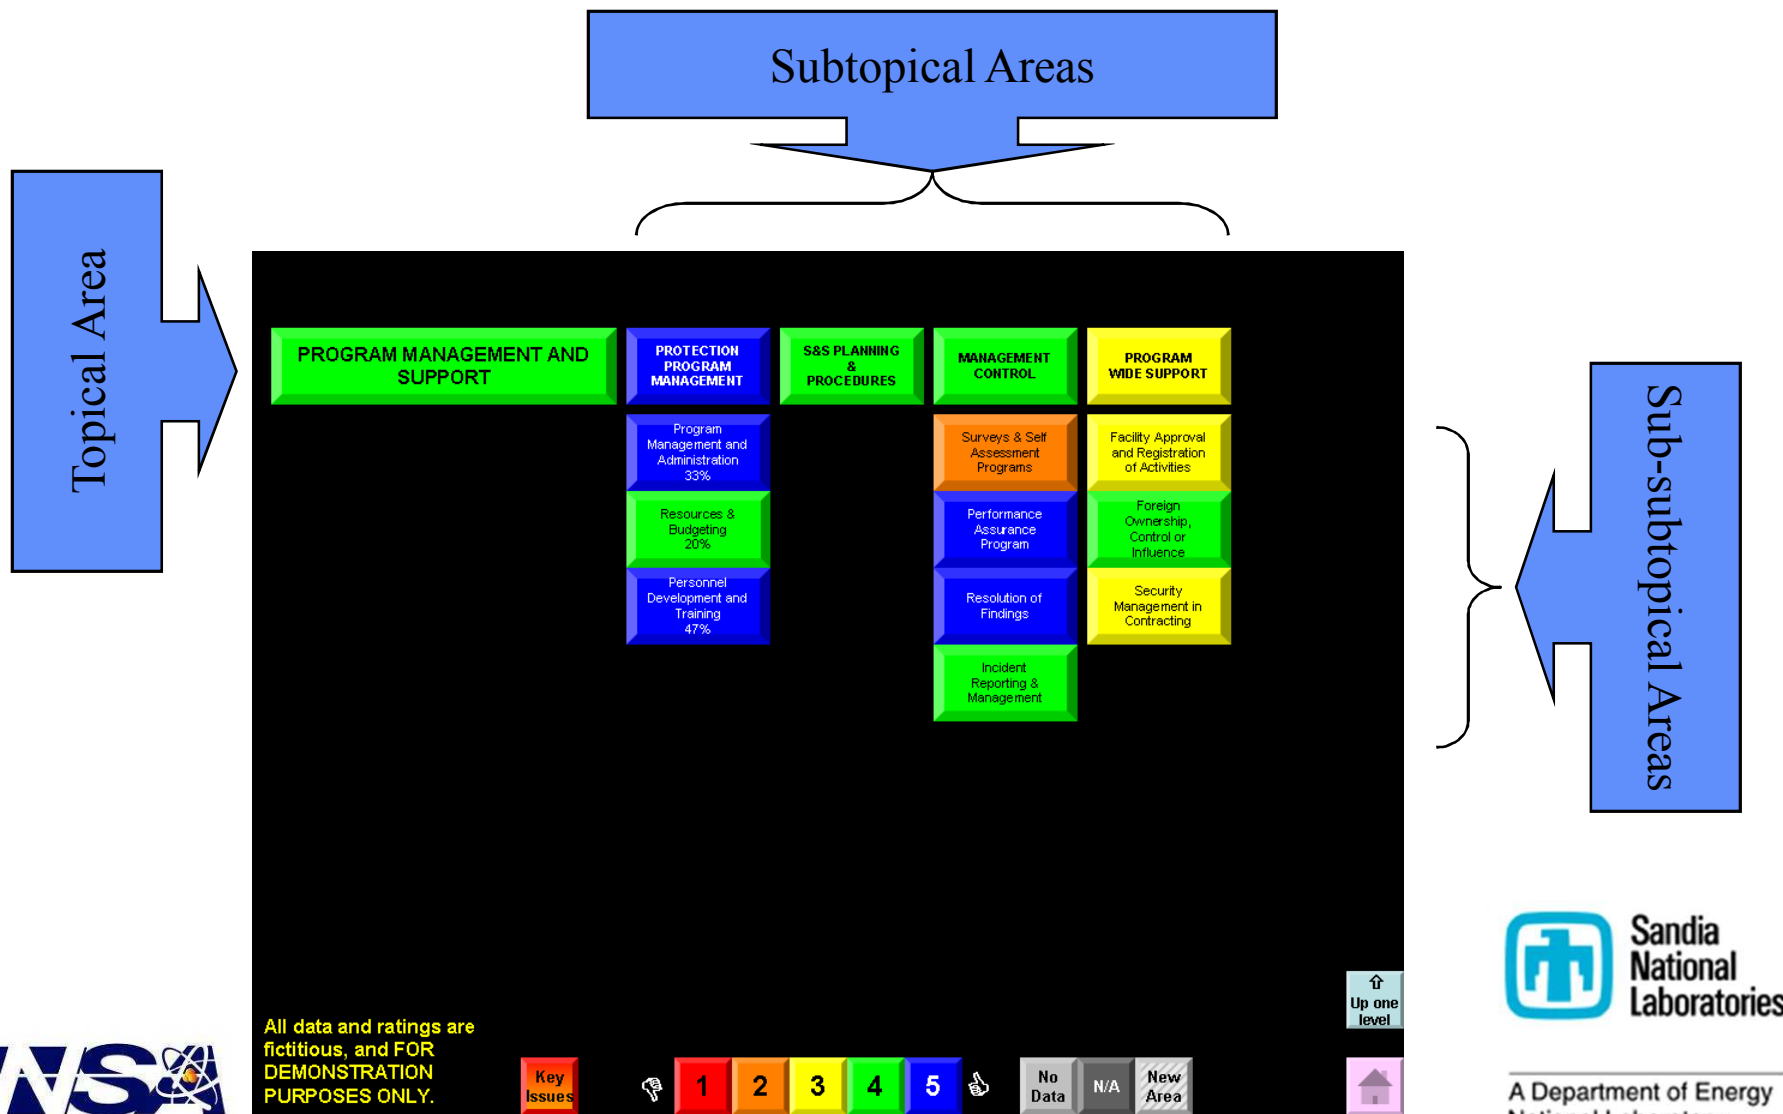 Subtopical Areas
Topical Area
PROGRAM MANAGEMENT AND
SUPPORT
PROTECTION
PROGRAM
MANAGEMENT
S&S PLANNING
&
PROCEDURES
MANAGEMENT
CONTROL
PROGRAM
WIDE SUPPORT
Program
Management and
Administration
33%
Surveys & Self
Assessment
Programs
Facility Approval
and Registration
of Activities
Resources &
Budgeting
20%
Performance
Assurance
Program
Foreign
Ownership,
Control or
Influence
Personnel
Development and
Training
47%
Resolution of
Findings
Security
Management in
Contracting
Incident
Reporting &
Management
Sub-subtopical Areas
Up one
level
All data and ratings are
fictitious, and FOR
DEMONSTRATION
PURPOSES ONLY.
Key
Issues
1
2
3
4
5
No
Data
N/A
New
Area
Sandia
National
Laboratories
A Department of Energy